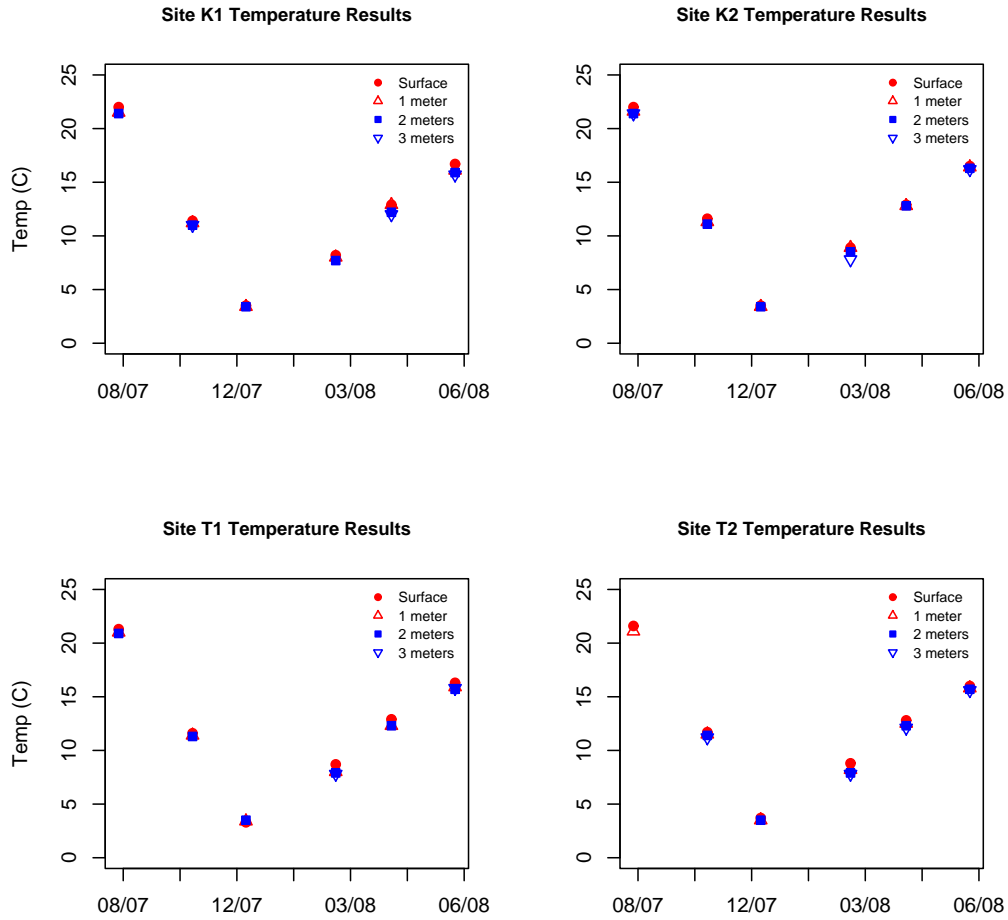 Site K1 Temperature Results
Temp (C)
25
20
15
10
5
0
Surface
1 meter
2 meters
3 meters
08/07 12/07 03/08 06/08
Site K2 Temperature Results
25
20
15
10
5
0
Surface
1 meter
2 meters
3 meters
08/07 12/07 03/08 06/08
Site T1 Temperature Results
Temp (C)
25
20
15
10
5
0
Surface
1 meter
2 meters
3 meters
08/07 12/07 03/08 06/08
Site T2 Temperature Results
25
20
15
10
5
0
Surface
1 meter
2 meters
3 meters
08/07 12/07 03/08 06/08